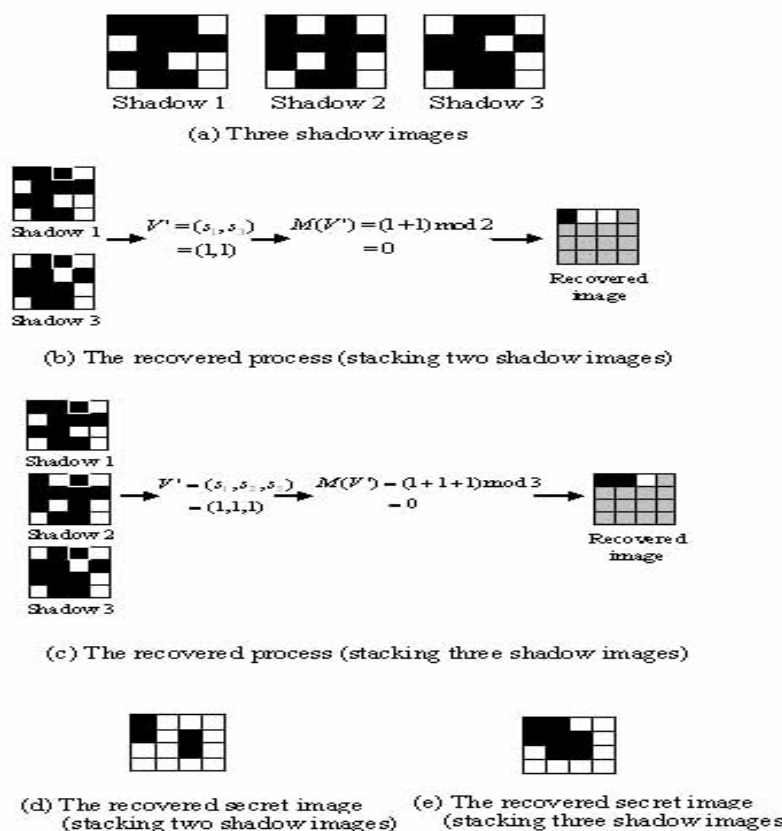 Shadow 1 Shadow 2 Shadow 3
(a) Three shadow images
Shadow 1
V' = (s₁, s₃)
= (1,1)
M(V') = (1+1) mod 2
= 0
Shadow 3
Recovered
image
(b) The recovered process (stacking two shadow images)
Shadow 1
Shadow 2
V' = (s₁, s₂, s₃)
= (1,1,1)
M(V') = (1+1+1) mod 3
= 0
Shadow 3
Recovered
image
(c) The recovered process (stacking three shadow images)
(d) The recovered secret image
(stacking two shadow images)
(e) The recovered secret image
(stacking three shadow images